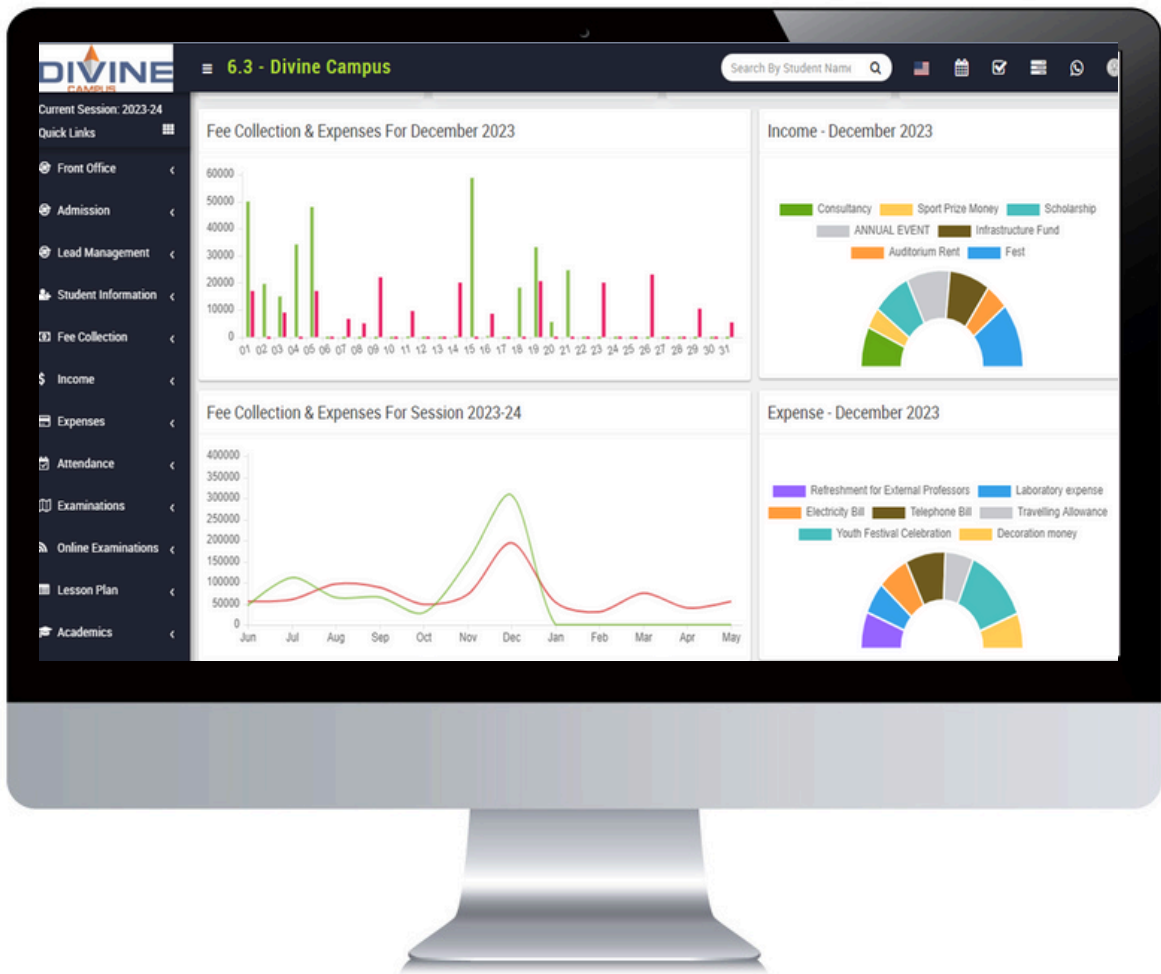 DIVINE
CAMPUS
6.3 - Divine Campus
Search By Student Name
Current Session: 2023-24
Quick Links
Front Office
Admission
Lead Management
Student Information
Fee Collection
Income
Expenses
Attendance
Examinations
Online Examinations
Lesson Plan
Academics
Fee Collection & Expenses For December 2023
60000
50000
40000
30000
20000
10000
0
01 02 03 04 05 06 07 08 09 10 11 12 13 14 15 16 17 18 19 20 21 22 23 24 25 26 27 28 29 30 31
Income - December 2023
Consultancy Sport Prize Money Scholarship
ANNUAL EVENT Infrastructure Fund
Auditorium Rent Fest
Fee Collection & Expenses For Session 2023-24
400000
350000
300000
250000
200000
150000
100000
50000
0
Jun Jul Aug Sep Oct Nov Dec Jan Feb Mar Apr May
Expense - December 2023
Refreshment for External Professors Laboratory expense
Electricity Bill Telephone Bill Travelling Allowance
Youth Festival Celebration Decoration money